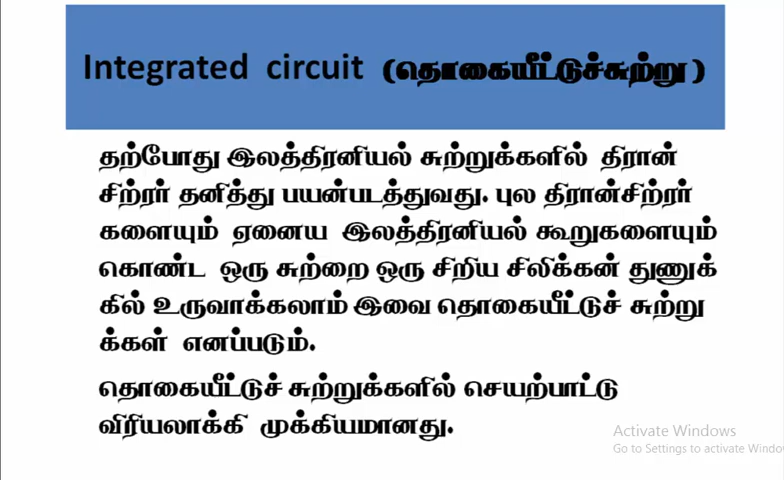 Integrated circuit (தொகையீட்டுச்சுற்று)
தற்போது இலத்திரனியல் சுற்றுக்களில் திரான்
சிற்றர் தனித்து பயன்படத்துவது. புல திரான்சிற்றர்
களையும் ஏனைய இலத்திரனியல் கூறுகளையும்
கொண்ட ஒரு சுற்றை ஒரு சிறிய சிலிக்கன் துணுக்
கில் உருவாக்கலாம் இவை தொகையீட்டுச் சுற்று
க்கள் எனப்படும்.
தொகையீட்டுச் சுற்றுக்களில் செயற்பாட்டு
விரியலாக்கி முக்கியமானது.
Activate Windows
Go to Settings to activate Windo